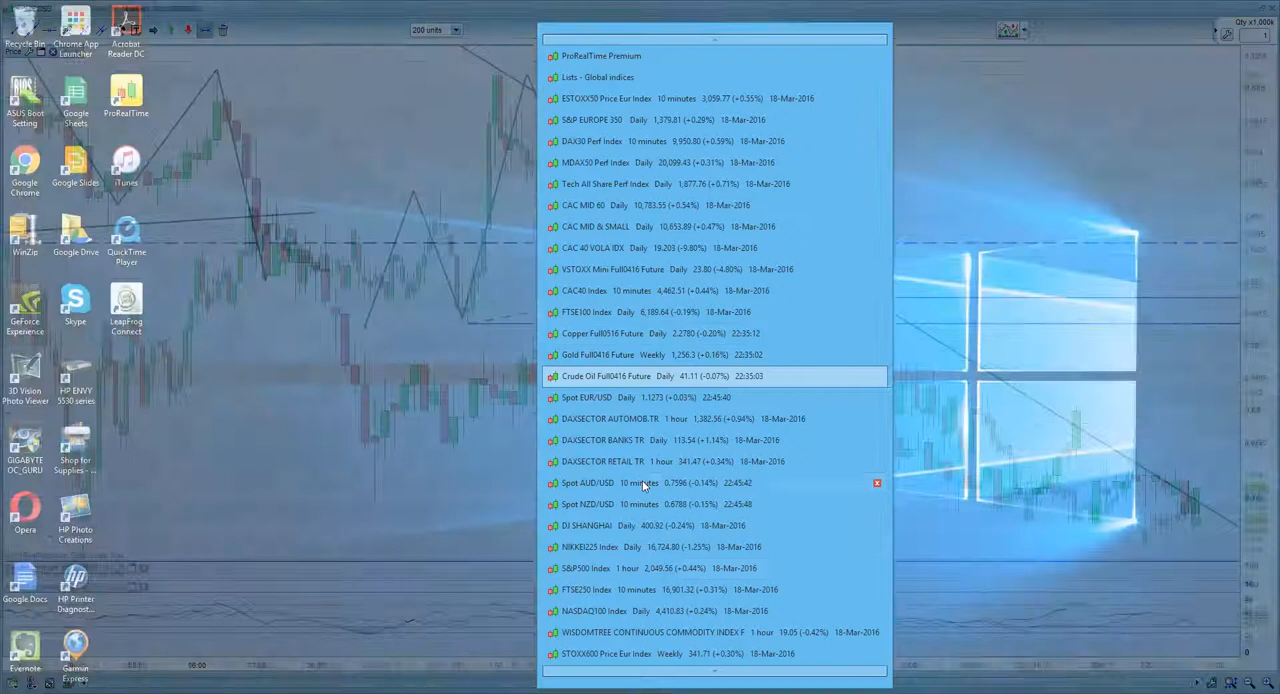 Recycle Bin
Chrome App
Launcher
Acrobat
Reader DC
200 units
Qty x1,000k
1
Price
ASUS Boot
Setting
Google
Sheets
ProRealTime
Google
Chrome
Google Slides
iTunes
WinZip
Google Drive
QuickTime
Player
GeForce
Experience
Skype
LeapFrog
Connect
3D Vision
Photo Viewer
HP ENVY
5530 series
GIGABYTE
OC_GURU
Shop for
Supplies - ...
Opera
HP Photo
Creations
Google Docs
HP Printer
Diagnost...
Evernote
Garmin
Express
ProRealTime Premium
Lists - Global indices
ESTOXX50 Price Eur Index 10 minutes 3,059.77 (+0.55%) 18-Mar-2016
S&P EUROPE 350 Daily 1,379.81 (+0.29%) 18-Mar-2016
DAX30 Perf Index 10 minutes 9,950.80 (+0.59%) 18-Mar-2016
MDAX50 Perf Index Daily 20,099.43 (+0.31%) 18-Mar-2016
Tech All Share Perf Index Daily 1,877.76 (+0.71%) 18-Mar-2016
CAC MID 60 Daily 10,783.55 (+0.54%) 18-Mar-2016
CAC MID & SMALL Daily 10,653.89 (+0.47%) 18-Mar-2016
CAC 40 VOLA IDX Daily 19.203 (-9.80%) 18-Mar-2016
VSTOXX Mini Full0416 Future Daily 23.80 (-4.80%) 18-Mar-2016
CAC40 Index 10 minutes 4,462.51 (+0.44%) 18-Mar-2016
FTSE100 Index Daily 6,189.64 (-0.19%) 18-Mar-2016
Copper Full0516 Future Daily 2.2780 (-0.20%) 22:35:12
Gold Full0416 Future Weekly 1,256.3 (+0.16%) 22:35:02
Crude Oil Full0416 Future Daily 41.11 (-0.07%) 22:35:03
Spot EUR/USD Daily 1.1273 (+0.03%) 22:45:40
DAXSECTOR AUTOMOB.TR 1 hour 1,382.56 (+0.94%) 18-Mar-2016
DAXSECTOR BANKS TR Daily 113.54 (+1.14%) 18-Mar-2016
DAXSECTOR RETAIL TR 1 hour 341.47 (+0.34%) 18-Mar-2016
Spot AUD/USD 10 minutes 0.7596 (-0.14%) 22:45:42
Spot NZD/USD 10 minutes 0.6788 (-0.15%) 22:45:48
DJ SHANGHAI Daily 400.92 (-0.24%) 18-Mar-2016
NIKKEI225 Index Daily 16,724.80 (-1.25%) 18-Mar-2016
S&P500 Index 1 hour 2,049.56 (+0.44%) 18-Mar-2016
FTSE250 Index 10 minutes 16,901.32 (+0.31%) 18-Mar-2016
NASDAQ100 Index Daily 4,410.83 (+0.24%) 18-Mar-2016
WISDOMTREE CONTINUOUS COMMODITY INDEX F 1 hour 19.05 (-0.42%) 18-Mar-2016
STOXX600 Price Eur Index Weekly 341.71 (+0.30%) 18-Mar-2016